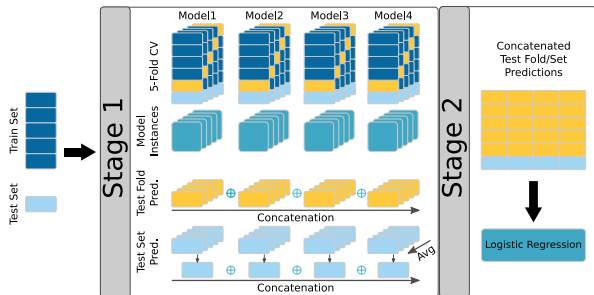 Train Set
Test Set
Stage 1
Model1 Model2 Model3 Model4
5-Fold CV
Model
Instances
Test Fold
Pred.
Concatenation
Test Set
Pred.
Avg
Concatenation
Stage 2
Concatenated
Test Fold/Set
Predictions
Logistic Regression